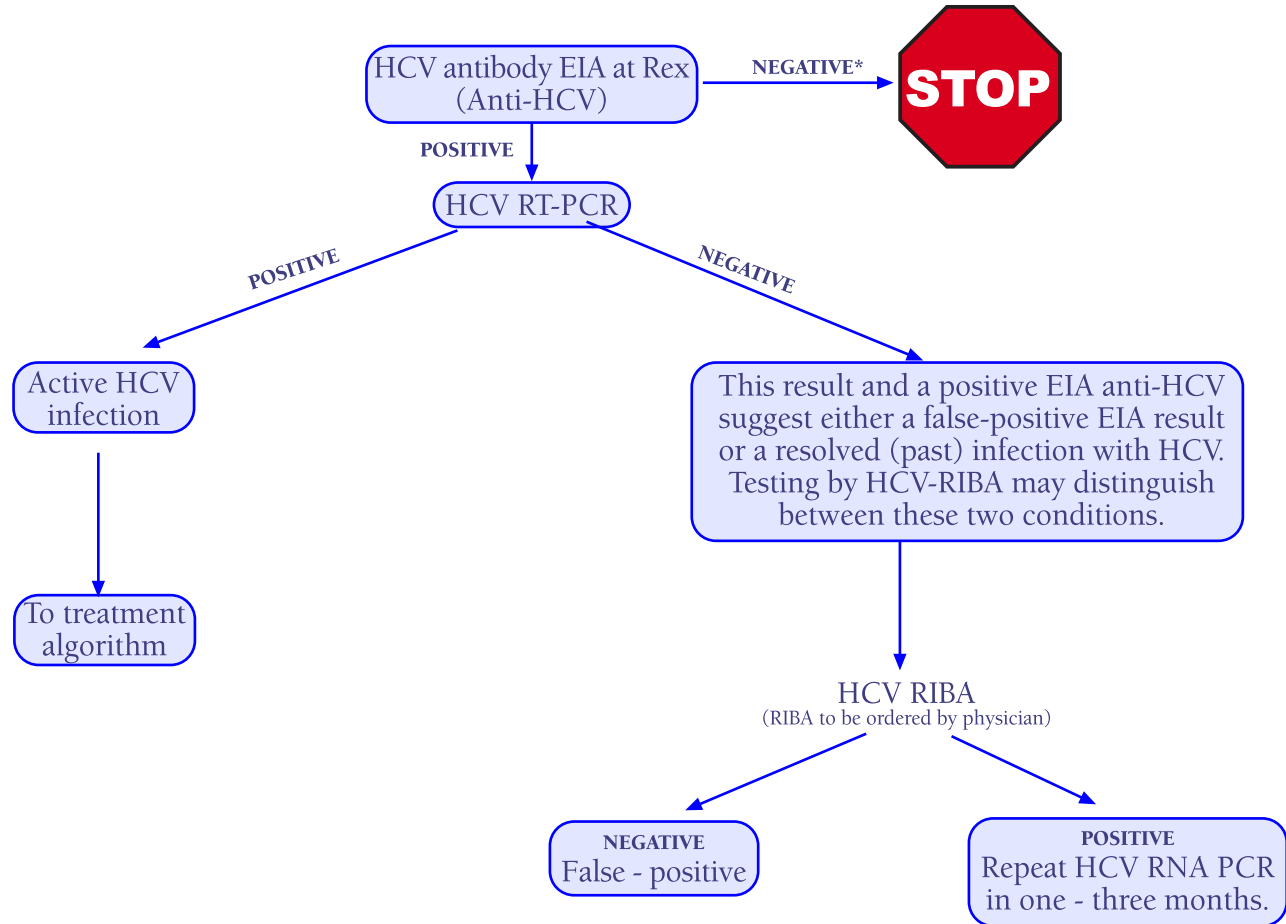 HCV antibody EIA at Rex
(Anti-HCV)
NEGATIVE*
STOP
POSITIVE
HCV RT-PCR
POSITIVE
NEGATIVE
Active HCV
infection
This result and a positive EIA anti-HCV
suggest either a false-positive EIA result
or a resolved (past) infection with HCV.
Testing by HCV-RIBA may distinguish
between these two conditions.
To treatment
algorithm
HCV RIBA
(RIBA to be ordered by physician)
NEGATIVE
False - positive
POSITIVE
Repeat HCV RNA PCR
in one - three months.